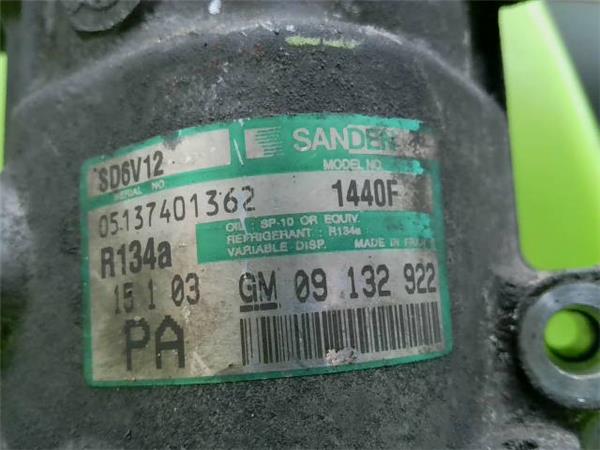 SANDEN
SD6V12
MODEL NO.
SERIAL NO.
05137401362
1440F
OIL : SP-10 OR EQUIV.
REFRIGERANT : R134a
VARIABLE DISP. MADE IN
R134a
15 1 03
GM 09 132 922
PA